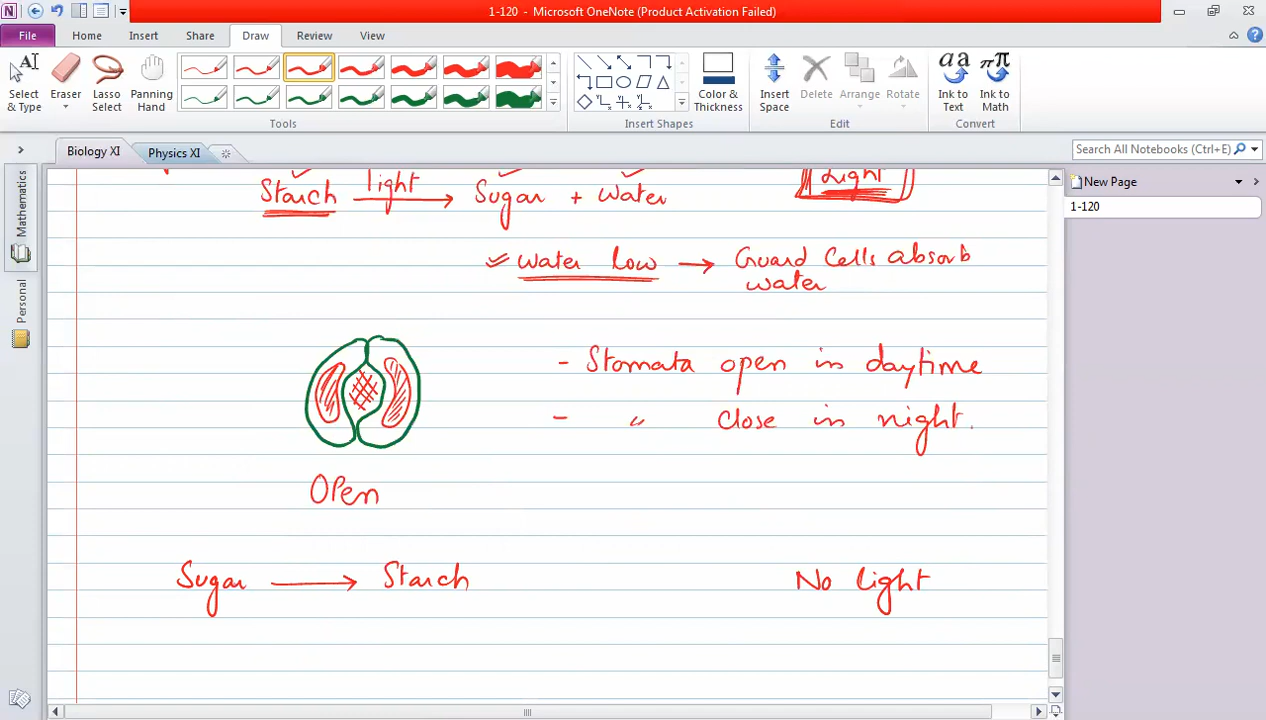 1-120 - Microsoft OneNote (Product Activation Failed)
File Home Insert Share Draw Review View
Select & Type
Eraser
Lasso Select
Panning Hand
Color & Thickness
Insert Space
Delete
Arrange
Rotate
Ink to Text
Ink to Math
Tools
Insert Shapes
Edit
Convert
Biology XI
Physics XI
Search All Notebooks (Ctrl+E)
New Page
1-120
Mathematics
Personal
Starch light → Sugar + Water
Light
Water Low → Guard Cells absorb
water
- Stomata open in daytime
- " Close in night.
Open
Sugar → Starch
No light